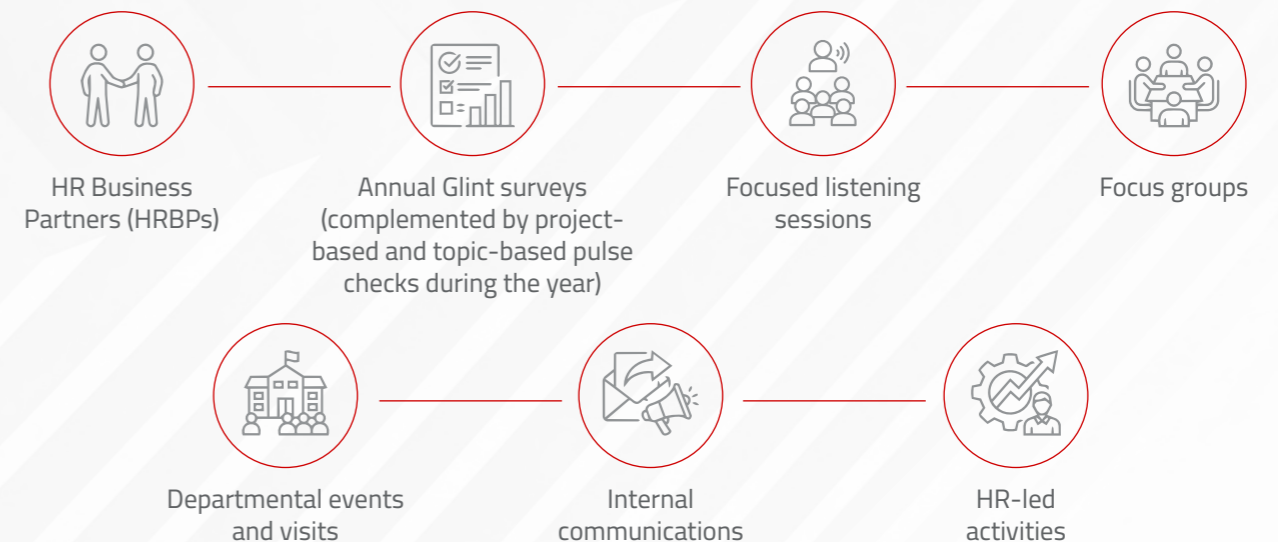 HR Business
Partners (HRBPs)
Annual Glint surveys
(complemented by project-
based and topic-based pulse
checks during the year)
Focused listening
sessions
Focus groups
Departmental events
and visits
Internal
communications
HR-led
activities